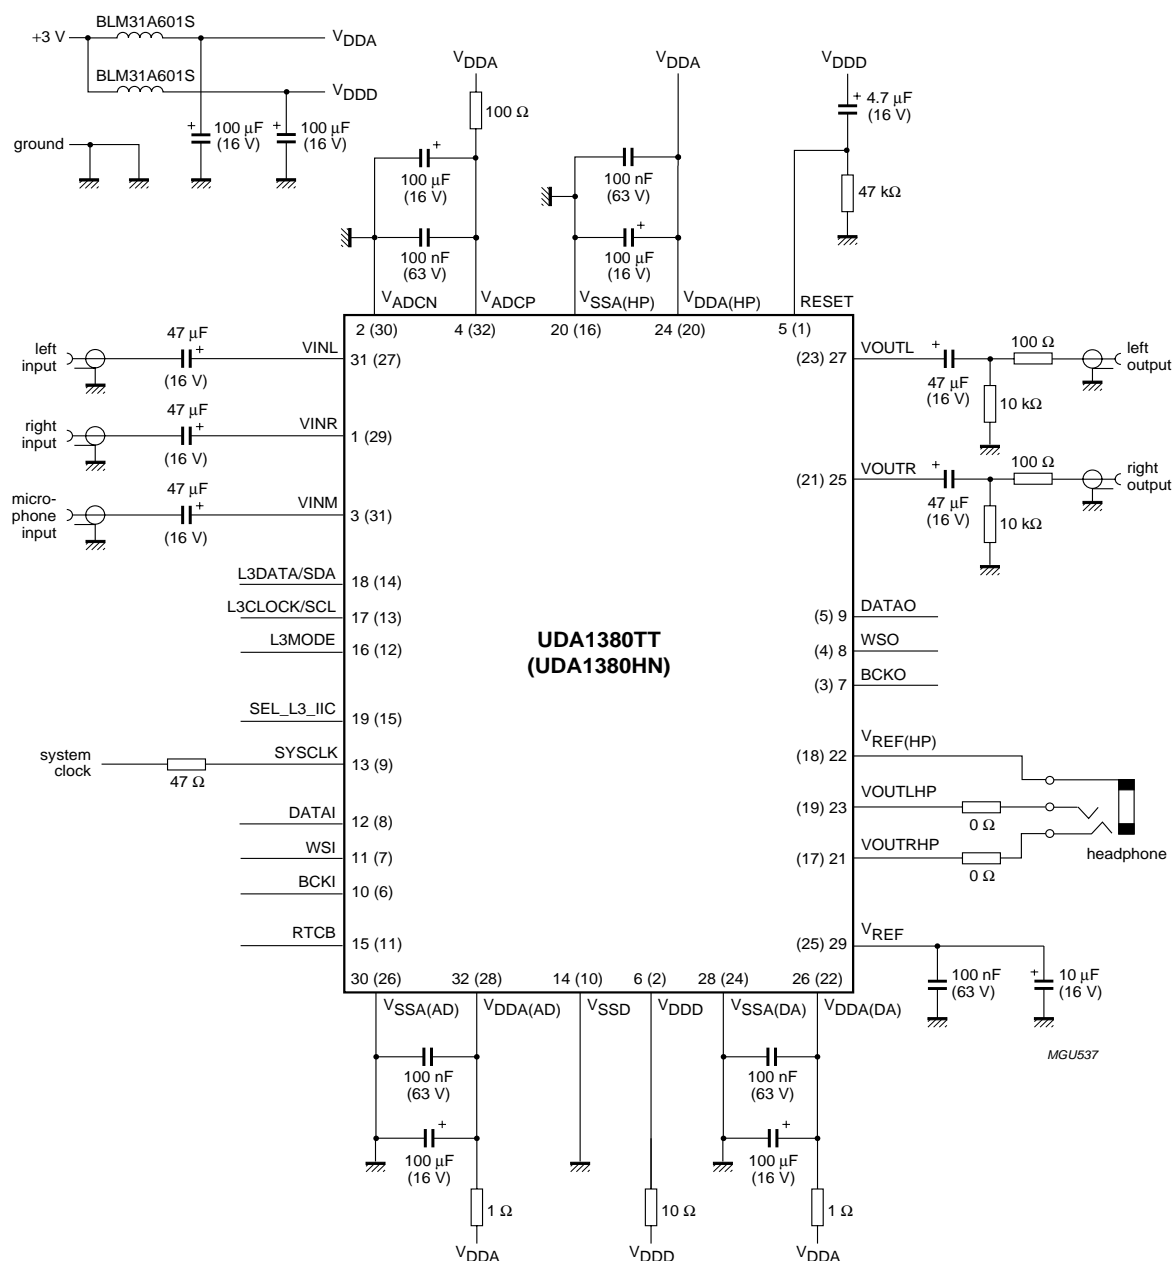 BLM31A601S
+3 V
VDDA
BLM31A601S
VDDD
100 μF
(16 V)
100 μF
(16 V)
ground
VDDA
100 Ω
100 μF
(16 V)
100 nF
(63 V)
VDDA
100 nF
(63 V)
100 μF
(16 V)
VDDD
4.7 μF
(16 V)
47 kΩ
VADCN
VADCP
VSSA(HP)
VDDA(HP)
RESET
2 (30)
4 (32)
20 (16)
24 (20)
5 (1)
left
input
47 μF
(16 V)
VINL
31 (27)
right
input
47 μF
(16 V)
VINR
1 (29)
micro-
phone
input
47 μF
(16 V)
VINM
3 (31)
L3DATA/SDA
18 (14)
L3CLOCK/SCL
17 (13)
L3MODE
16 (12)
SEL_L3_IIC
19 (15)
system
clock
47 Ω
SYSCLK
13 (9)
DATAI
12 (8)
WSI
11 (7)
BCKI
10 (6)
RTCB
15 (11)
UDA1380TT
(UDA1380HN)
(23) 27
VOUTL
47 μF
(16 V)
100 Ω
10 kΩ
left
output
(21) 25
VOUTR
47 μF
(16 V)
100 Ω
10 kΩ
right
output
(5) 9
DATAO
(4) 8
WSO
(3) 7
BCKO
(18) 22
VREF(HP)
(19) 23
VOUTLHP
0 Ω
(17) 21
VOUTRHP
0 Ω
headphone
(25) 29
VREF
100 nF
(63 V)
10 μF
(16 V)
30 (26)
32 (28)
14 (10)
6 (2)
28 (24)
26 (22)
VSSA(AD)
VDDA(AD)
VSSD
VDDD
VSSA(DA)
VDDA(DA)
MGU537
100 nF
(63 V)
100 μF
(16 V)
1 Ω
VDDA
10 Ω
VDDD
100 nF
(63 V)
100 μF
(16 V)
1 Ω
VDDA